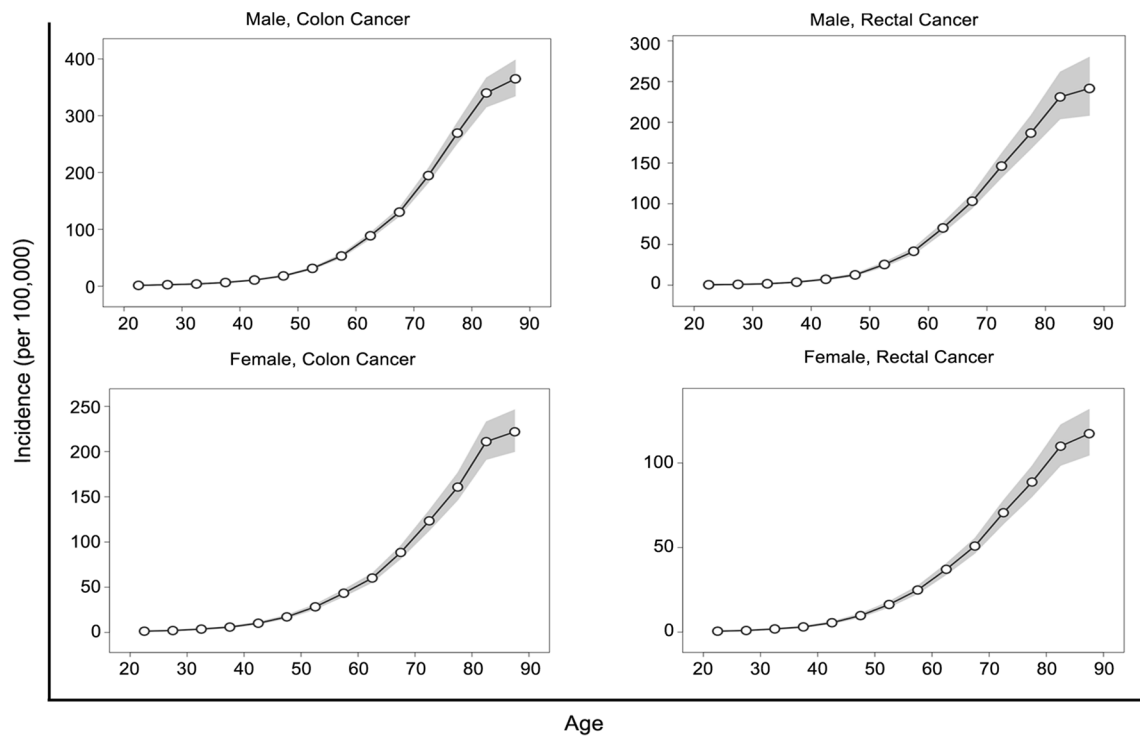 Male, Colon Cancer
400
300
200
100
0
20 30 40 50 60 70 80 90
Male, Rectal Cancer
300
250
200
150
100
50
0
20 30 40 50 60 70 80 90
Female, Colon Cancer
250
200
150
100
50
0
20 30 40 50 60 70 80 90
Female, Rectal Cancer
100
50
0
20 30 40 50 60 70 80 90
Incidence (per 100,000)
Age